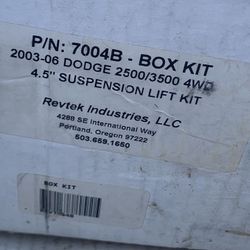 P/N: 7004B - BOX KIT
2003-06 DODGE 2500/3500 4WD
4.5" SUSPENSION LIFT KIT
Revtek Industries, LLC
4288 SE International Way
Portland, Oregon 97222
503.659.1650
BOX KIT